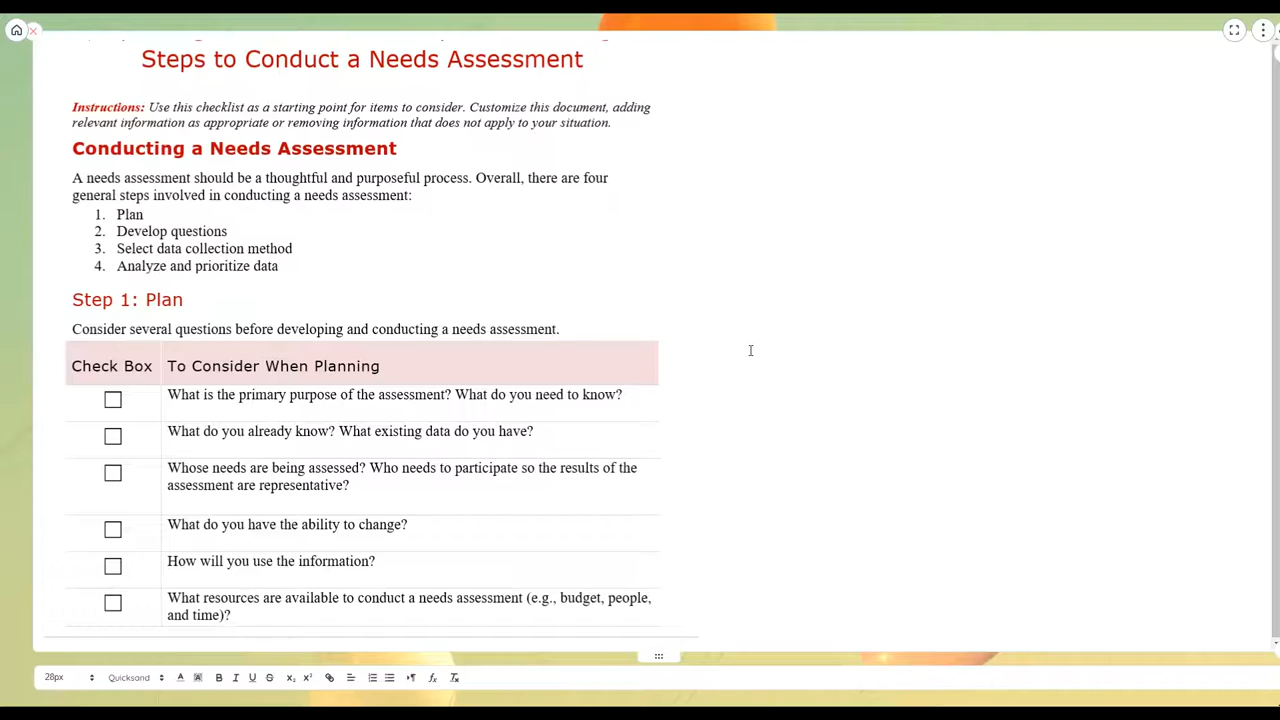 Steps to Conduct a Needs Assessment
Instructions: Use this checklist as a starting point for items to consider. Customize this document, adding
relevant information as appropriate or removing information that does not apply to your situation.
Conducting a Needs Assessment
A needs assessment should be a thoughtful and purposeful process. Overall, there are four
general steps involved in conducting a needs assessment:
1. Plan
2. Develop questions
3. Select data collection method
4. Analyze and prioritize data
Step 1: Plan
Consider several questions before developing and conducting a needs assessment.
Check Box To Consider When Planning
What is the primary purpose of the assessment? What do you need to know?
What do you already know? What existing data do you have?
Whose needs are being assessed? Who needs to participate so the results of the
assessment are representative?
What do you have the ability to change?
How will you use the information?
What resources are available to conduct a needs assessment (e.g., budget, people,
and time)?
28px Quicksand A A B I U S x₂ x² ¶ fx Tx